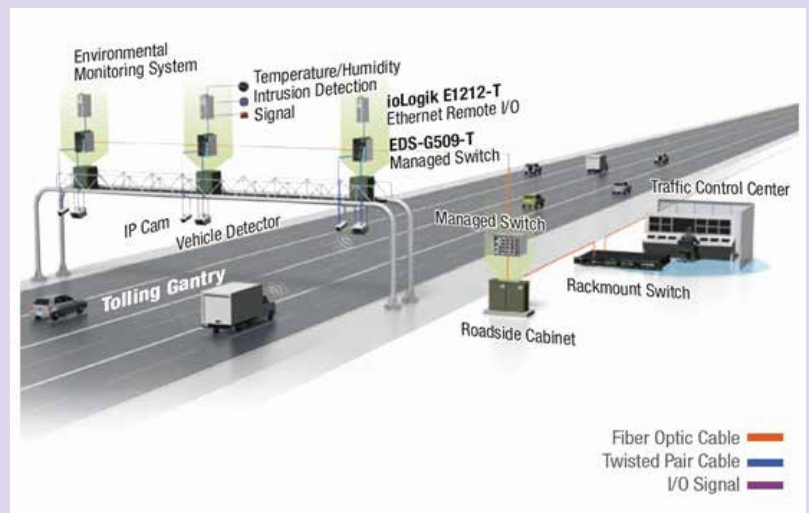 Environmental
Monitoring System
Temperature/Humidity
Intrusion Detection
Signal
ioLogik E1212-T
Ethernet Remote I/O
EDS-G509-T
Managed Switch
IP Cam
Vehicle Detector
Tolling Gantry
Managed Switch
Traffic Control Center
Rackmount Switch
Roadside Cabinet
Fiber Optic Cable
Twisted Pair Cable
I/O Signal